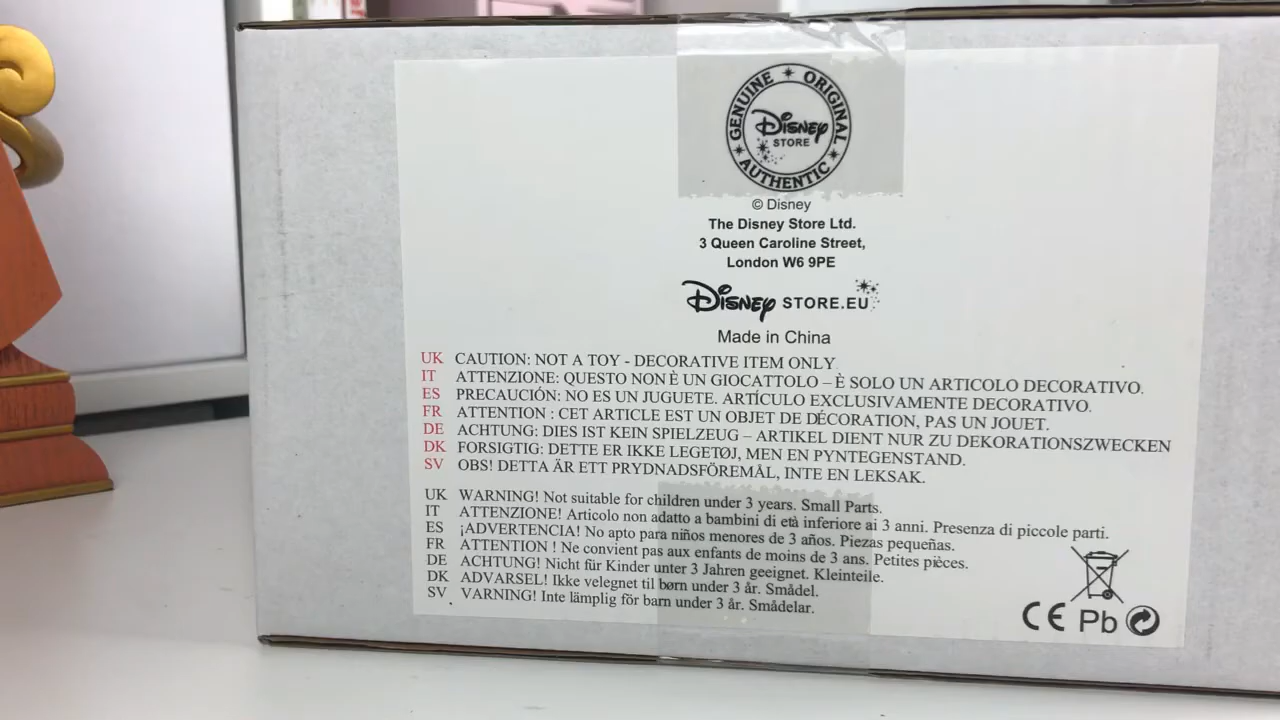 GENUINE ORIGINAL
Disney
STORE
AUTHENTIC
© Disney
The Disney Store Ltd.
3 Queen Caroline Street,
London W6 9PE
Disney STORE.EU
Made in China
UK CAUTION: NOT A TOY - DECORATIVE ITEM ONLY
IT ATTENZIONE: QUESTO NON È UN GIOCATTOLO – È SOLO UN ARTICOLO DECORATIVO.
ES PRECAUCIÓN: NO ES UN JUGUETE. ARTÍCULO EXCLUSIVAMENTE DECORATIVO.
FR ATTENTION : CET ARTICLE EST UN OBJET DE DÉCORATION, PAS UN JOUET.
DE ACHTUNG: DIES IST KEIN SPIELZEUG – ARTIKEL DIENT NUR ZU DEKORATIONSZWECKEN
DK FORSIGTIG: DETTE ER IKKE LEGETØJ, MEN EN PYNTEGENSTAND.
SV OBS! DETTA ÄR ETT PRYDNADSFÖREMÅL, INTE EN LEKSAK.
UK WARNING! Not suitable for children under 3 years. Small Parts.
IT ATTENZIONE! Articolo non adatto a bambini di età inferiore ai 3 anni. Presenza di piccole parti.
ES ¡ADVERTENCIA! No apto para niños menores de 3 años. Piezas pequeñas.
FR ATTENTION ! Ne convient pas aux enfants de moins de 3 ans. Petites pièces.
DE ACHTUNG! Nicht für Kinder unter 3 Jahren geeignet. Kleinteile.
DK ADVARSEL! Ikke velegnet til børn under 3 år. Smådel.
SV VARNING! Inte lämplig för barn under 3 år. Smådelar.
CE Pb